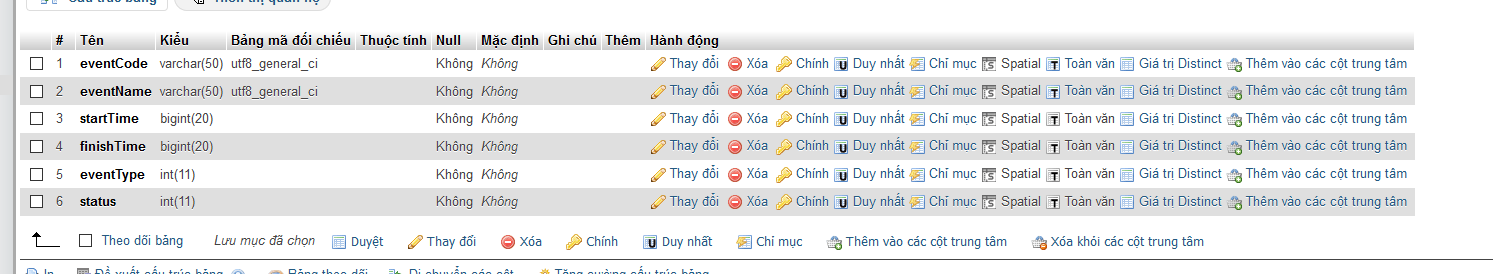 Cấu trúc bảng Hiển thị quan hệ
# Tên Kiểu Bảng mã đối chiếu Thuộc tính Null Mặc định Ghi chú Thêm Hành động
1 eventCode varchar(50) utf8_general_ci Không Không Thay đổi Xóa Chính Duy nhất Chỉ mục Spatial Toàn văn Giá trị Distinct Thêm vào các cột trung tâm
2 eventName varchar(50) utf8_general_ci Không Không Thay đổi Xóa Chính Duy nhất Chỉ mục Spatial Toàn văn Giá trị Distinct Thêm vào các cột trung tâm
3 startTime bigint(20) Không Không Thay đổi Xóa Chính Duy nhất Chỉ mục Spatial Toàn văn Giá trị Distinct Thêm vào các cột trung tâm
4 finishTime bigint(20) Không Không Thay đổi Xóa Chính Duy nhất Chỉ mục Spatial Toàn văn Giá trị Distinct Thêm vào các cột trung tâm
5 eventType int(11) Không Không Thay đổi Xóa Chính Duy nhất Chỉ mục Spatial Toàn văn Giá trị Distinct Thêm vào các cột trung tâm
6 status int(11) Không Không Thay đổi Xóa Chính Duy nhất Chỉ mục Spatial Toàn văn Giá trị Distinct Thêm vào các cột trung tâm
Theo dõi bảng Lưu mục đã chọn Duyệt Thay đổi Xóa Chính Duy nhất Chỉ mục Thêm vào các cột trung tâm Xóa khỏi các cột trung tâm
In Đề xuất cấu trúc bảng Bảng theo dõi Di chuyển các cột Tăng cường cấu trúc bảng